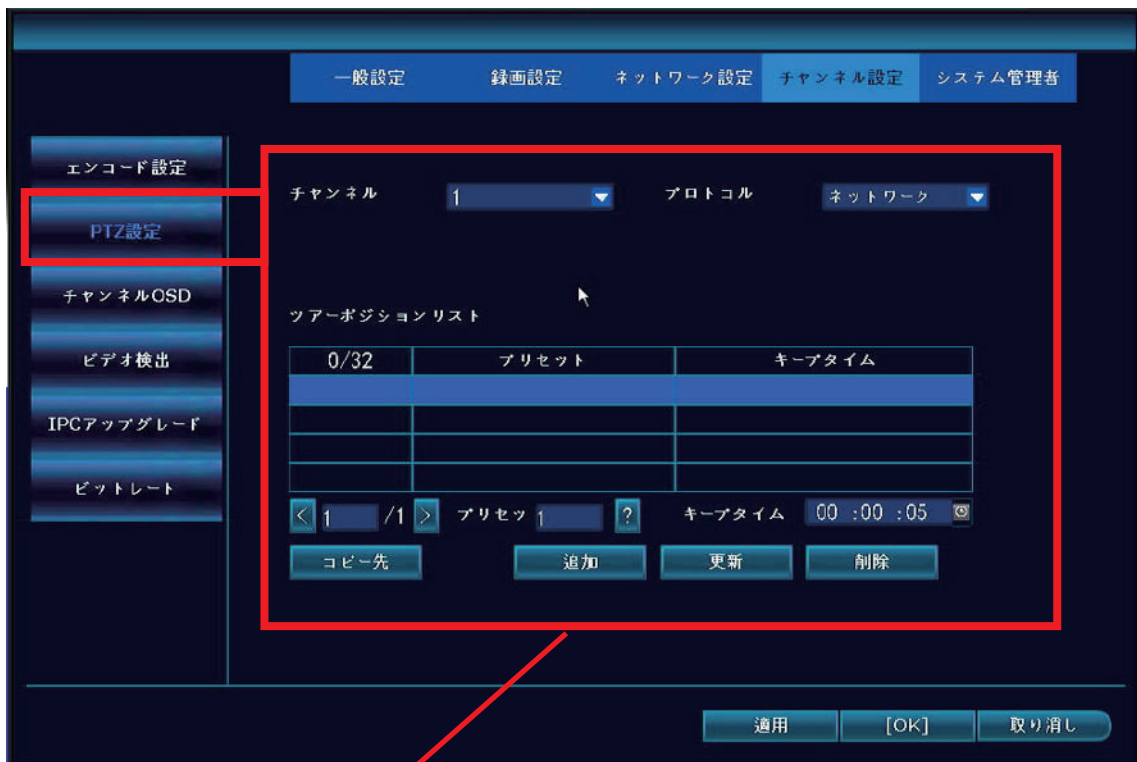 一般設定 録画設定 ネットワーク設定 チャンネル設定 システム管理者
エンコード設定
PTZ設定
チャンネルOSD
ビデオ検出
IPCアップグレード
ビットレート
チャンネル 1 プロトコル ネットワーク
ツアーポジションリスト
0/32 プリセット キープタイム
< 1 /1 > プリセッ 1 ? キープタイム 00 :00 :05
コピー先 追加 更新 削除
適用 [OK] 取り消し